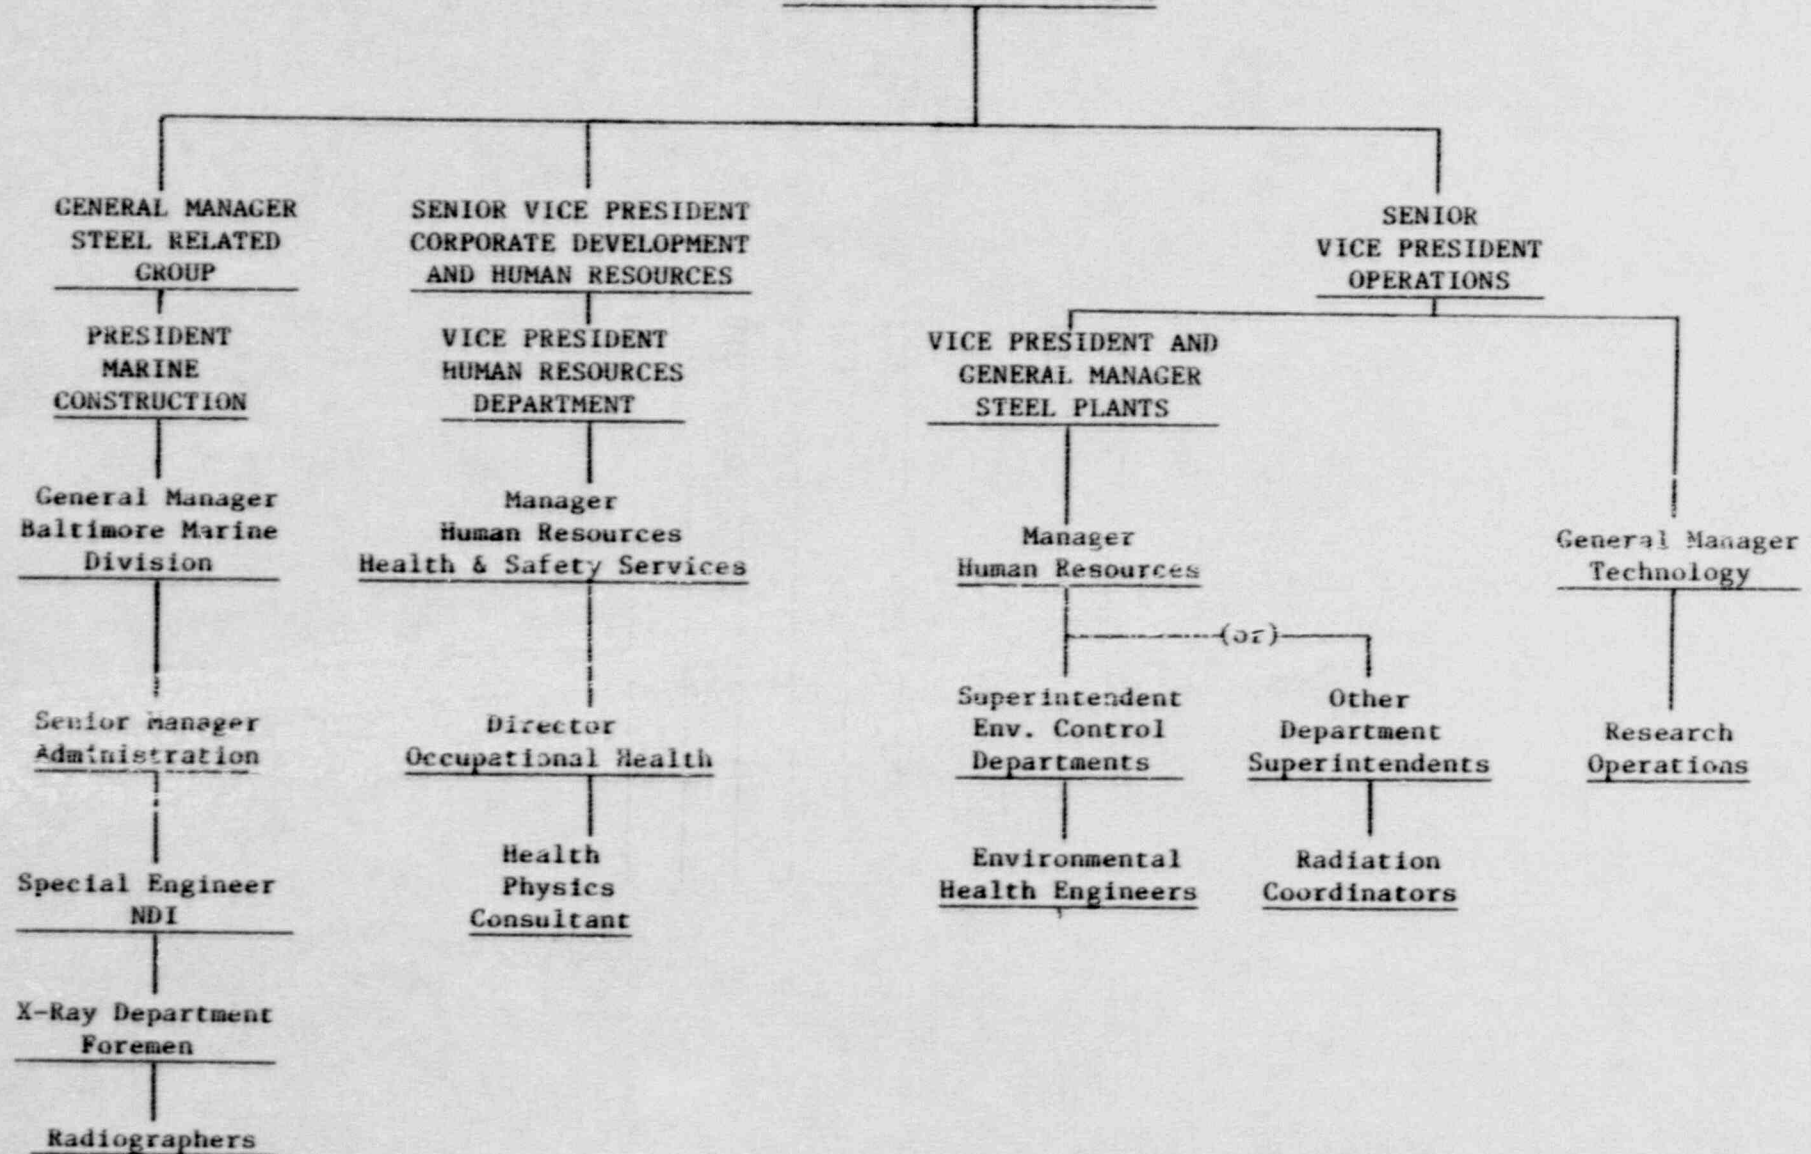 GENERAL MANAGER
STEEL RELATED
GROUP
PRESIDENT
MARINE
CONSTRUCTION
General Manager
Baltimore Marine
Division
Senior Manager
Administration
Special Engineer
NDI
X-Ray Department
Foremen
Radiographers
SENIOR VICE PRESIDENT
CORPORATE DEVELOPMENT
AND HUMAN RESOURCES
VICE PRESIDENT
HUMAN RESOURCES
DEPARTMENT
Manager
Human Resources
Health & Safety Services
Director
Occupational Health
Health
Physics
Consultant
SENIOR
VICE PRESIDENT
OPERATIONS
VICE PRESIDENT AND
GENERAL MANAGER
STEEL PLANTS
Manager
Human Resources
(or)
Superintendent
Env. Control
Departments
Environmental
Health Engineers
Other
Department
Superintendents
Radiation
Coordinators
General Manager
Technology
Research
Operations